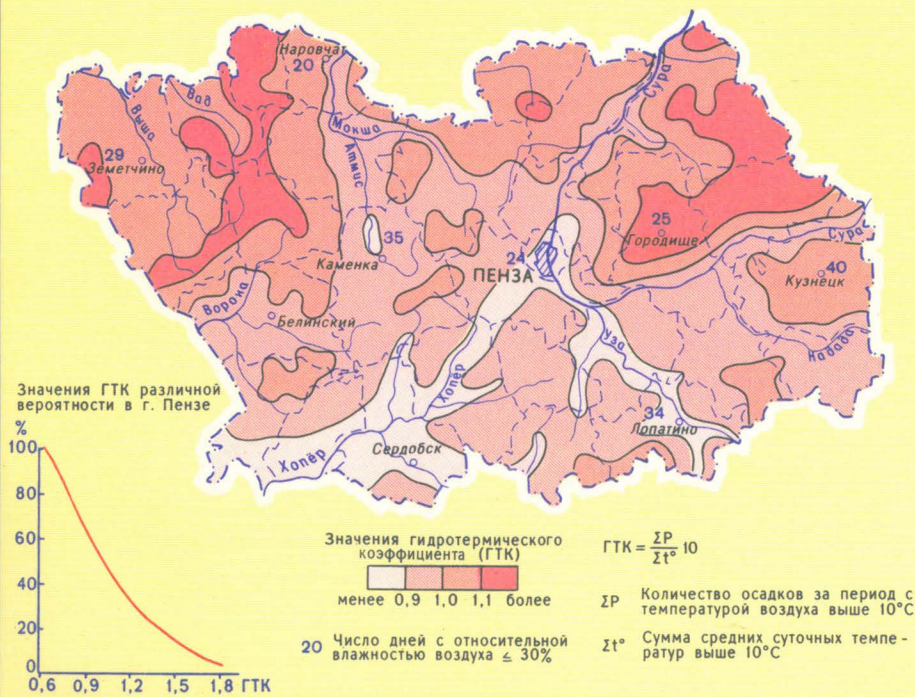 Наровчат
20
Сура
Вад
Выша
Мокша
Атмис
29
Земетчино
25
Городище
Сура
35
Каменка
24
ПЕНЗА
40
Кузнецк
Ворона
Белинский
Уза
Кадада
Хопёр
34
Лопатино
Хопёр
Сердобск
Значения ГТК различной
вероятности в г. Пензе
%
100
80
60
40
20
0
0,6 0,9 1,2 1,5 1,8 ГТК
Значения гидротермического
коэффициента (ГТК)
менее 0,9 1,0 1,1 более
20 Число дней с относительной
влажностью воздуха ≤ 30%
ГТК = ΣP / Σt° 10
ΣP Количество осадков за период с
температурой воздуха выше 10°С
Σt° Сумма средних суточных темпе-
ратур выше 10°С